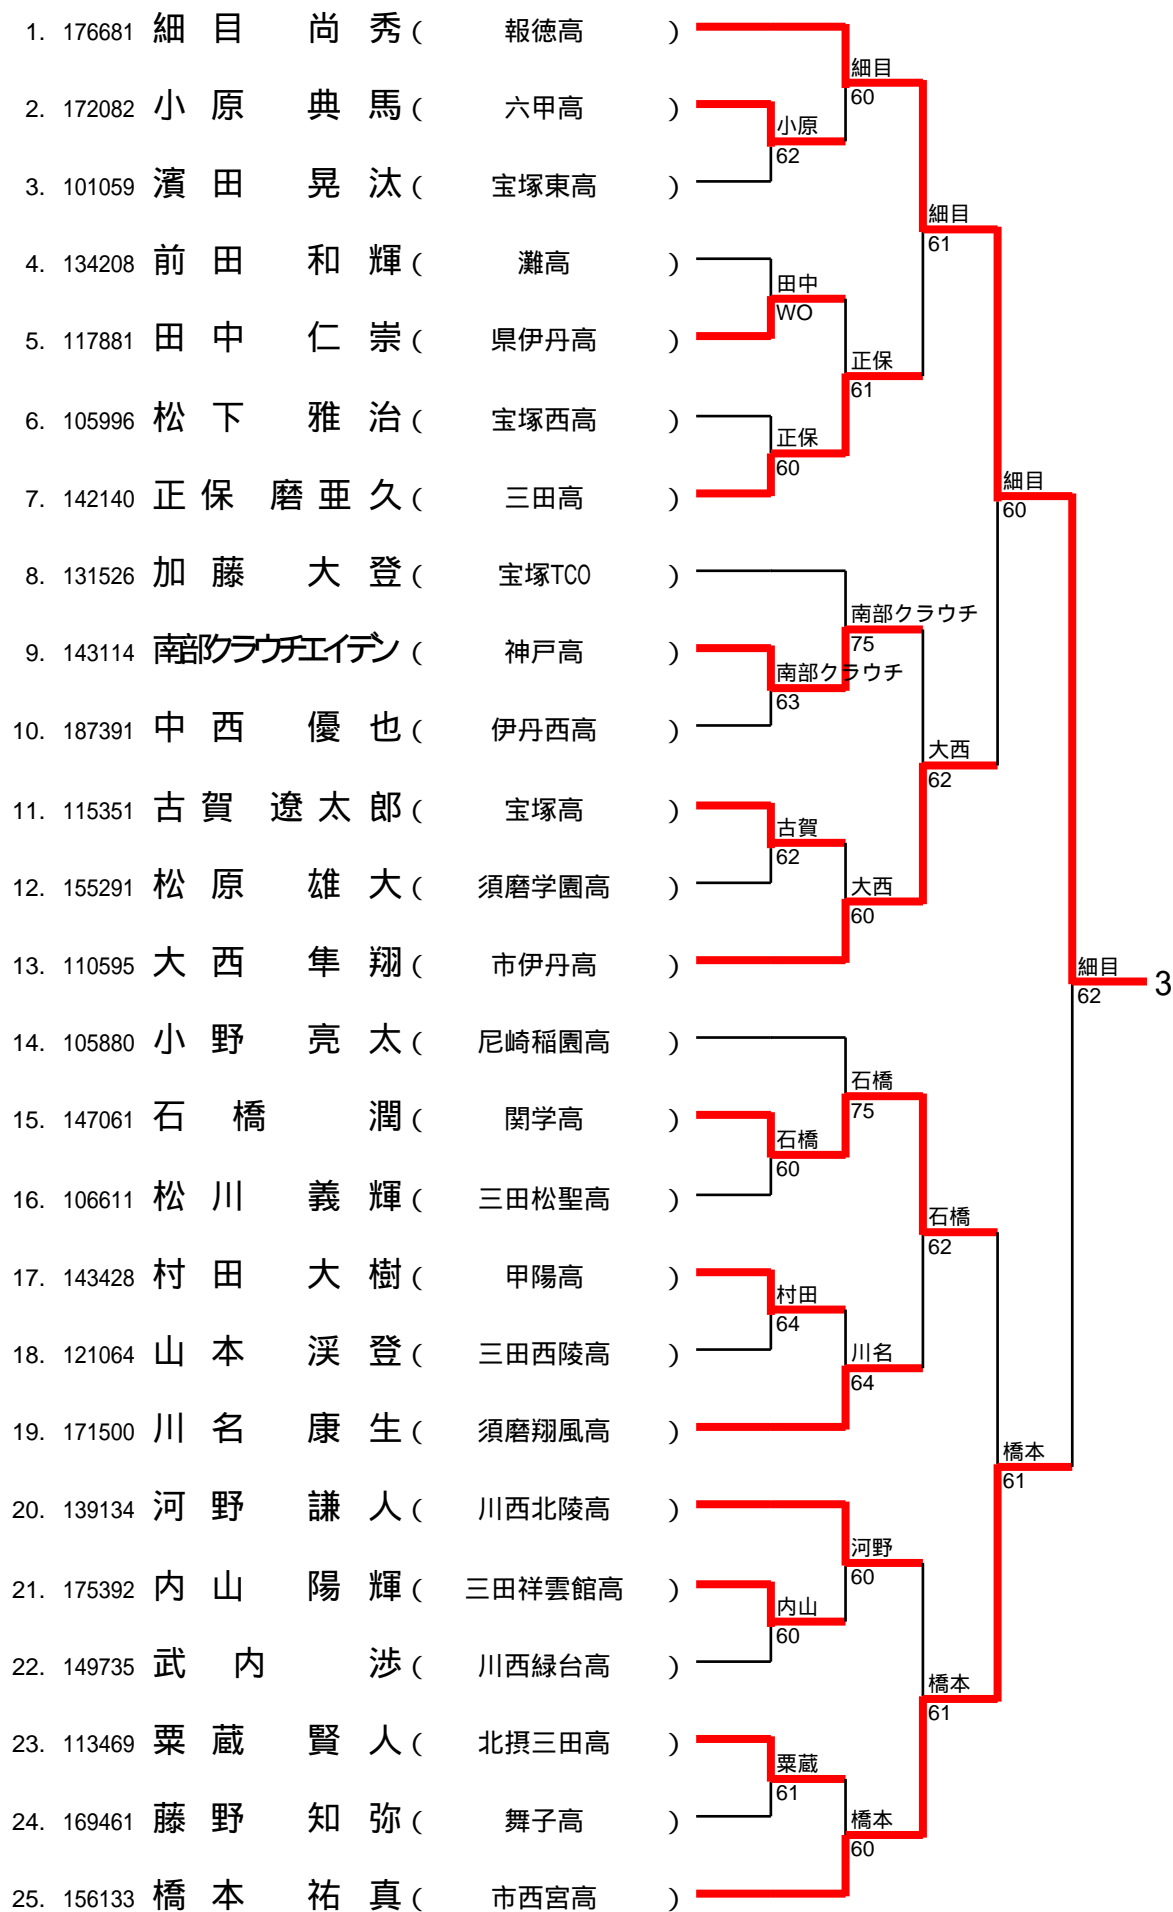 1. 176681 細目 尚秀 ( 報徳高 )
細目
60
2. 172082 小原 典馬 ( 六甲高 )
小原
62
3. 101059 濱田 晃汰 ( 宝塚東高 )
細目
61
4. 134208 前田 和輝 ( 灘高 )
田中
WO
5. 117881 田中 仁崇 ( 県伊丹高 )
正保
61
6. 105996 松下 雅治 ( 宝塚西高 )
正保
60
7. 142140 正保 磨亜久 ( 三田高 )
細目
60
8. 131526 加藤 大登 ( 宝塚TCO )
南部クラウチ
75
9. 143114 南部クラウチエイデン ( 神戸高 )
南部クラウチ
63
10. 187391 中西 優也 ( 伊丹西高 )
大西
62
11. 115351 古賀 遼太郎 ( 宝塚高 )
古賀
62
12. 155291 松原 雄大 ( 須磨学園高 )
大西
60
13. 110595 大西 隼翔 ( 市伊丹高 )
細目
62
3
14. 105880 小野 亮太 ( 尼崎稲園高 )
石橋
75
15. 147061 石橋 潤 ( 関学高 )
石橋
60
16. 106611 松川 義輝 ( 三田松聖高 )
石橋
62
17. 143428 村田 大樹 ( 甲陽高 )
村田
64
18. 121064 山本 渓登 ( 三田西陵高 )
川名
64
19. 171500 川名 康生 ( 須磨翔風高 )
橋本
61
20. 139134 河野 謙人 ( 川西北陵高 )
河野
60
21. 175392 内山 陽輝 ( 三田祥雲館高 )
内山
60
22. 149735 武内 渉 ( 川西緑台高 )
橋本
61
23. 113469 粟蔵 賢人 ( 北摂三田高 )
粟蔵
61
24. 169461 藤野 知弥 ( 舞子高 )
橋本
60
25. 156133 橋本 祐真 ( 市西宮高 )